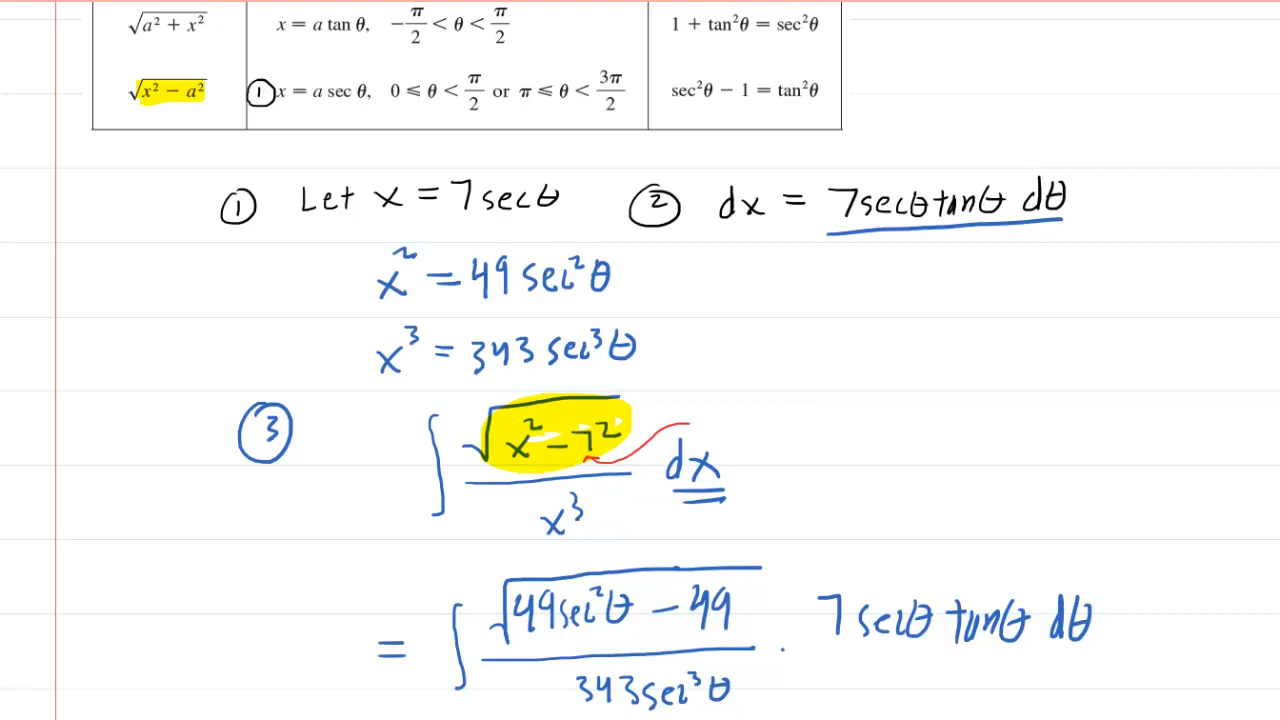 √(a² + x²) x = a tan θ, −π/2 < θ < π/2 1 + tan²θ = sec²θ
√(x² − a²) ① x = a sec θ, 0 ⩽ θ < π/2 or π ⩽ θ < 3π/2 sec²θ − 1 = tan²θ
① Let x = 7secθ ② dx = 7secθtanθ dθ
x² = 49 sec²θ
x³ = 343 sec³θ
③ ∫ √(x² − 7²) / x³ dx
= ∫ √(49sec²θ − 49) / 343sec³θ · 7secθ tanθ dθ